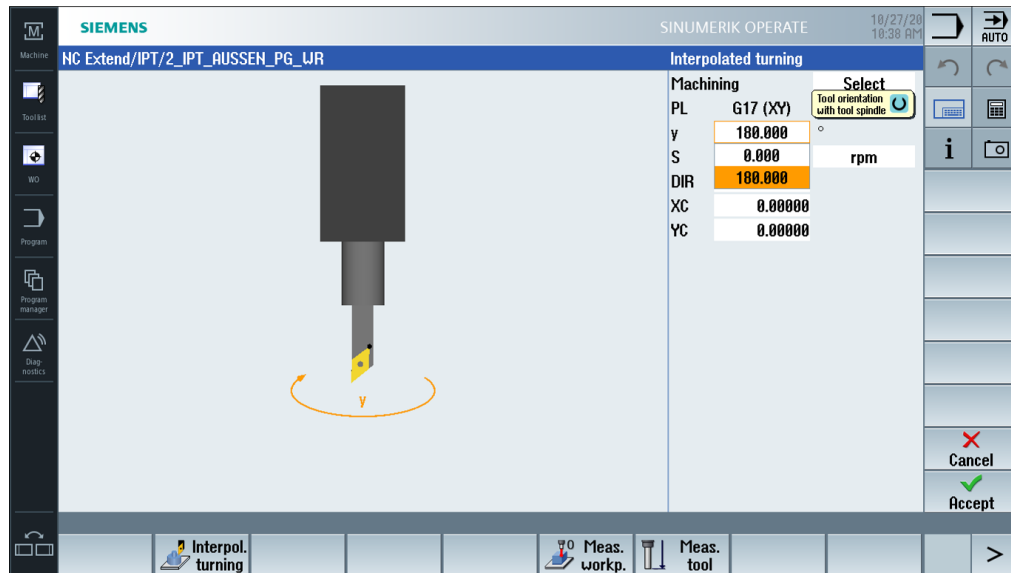 SIEMENS
SINUMERIK OPERATE
10/27/20
10:38 AM
M
Machine
AUTO
NC Extend/IPT/2_IPT_AUSSEN_PG_WR
Interpolated turning
Machining
Select
Tool orientation
with tool spindle
PL G17 (XY)
γ 180.000 °
S 0.000 rpm
DIR 180.000
XC 0.00000
YC 0.00000
γ
Tool list
WO
Program
Program
manager
Diag-
nostics
i
Cancel
Accept
Interpol.
turning
Meas.
workp.
Meas.
tool
>